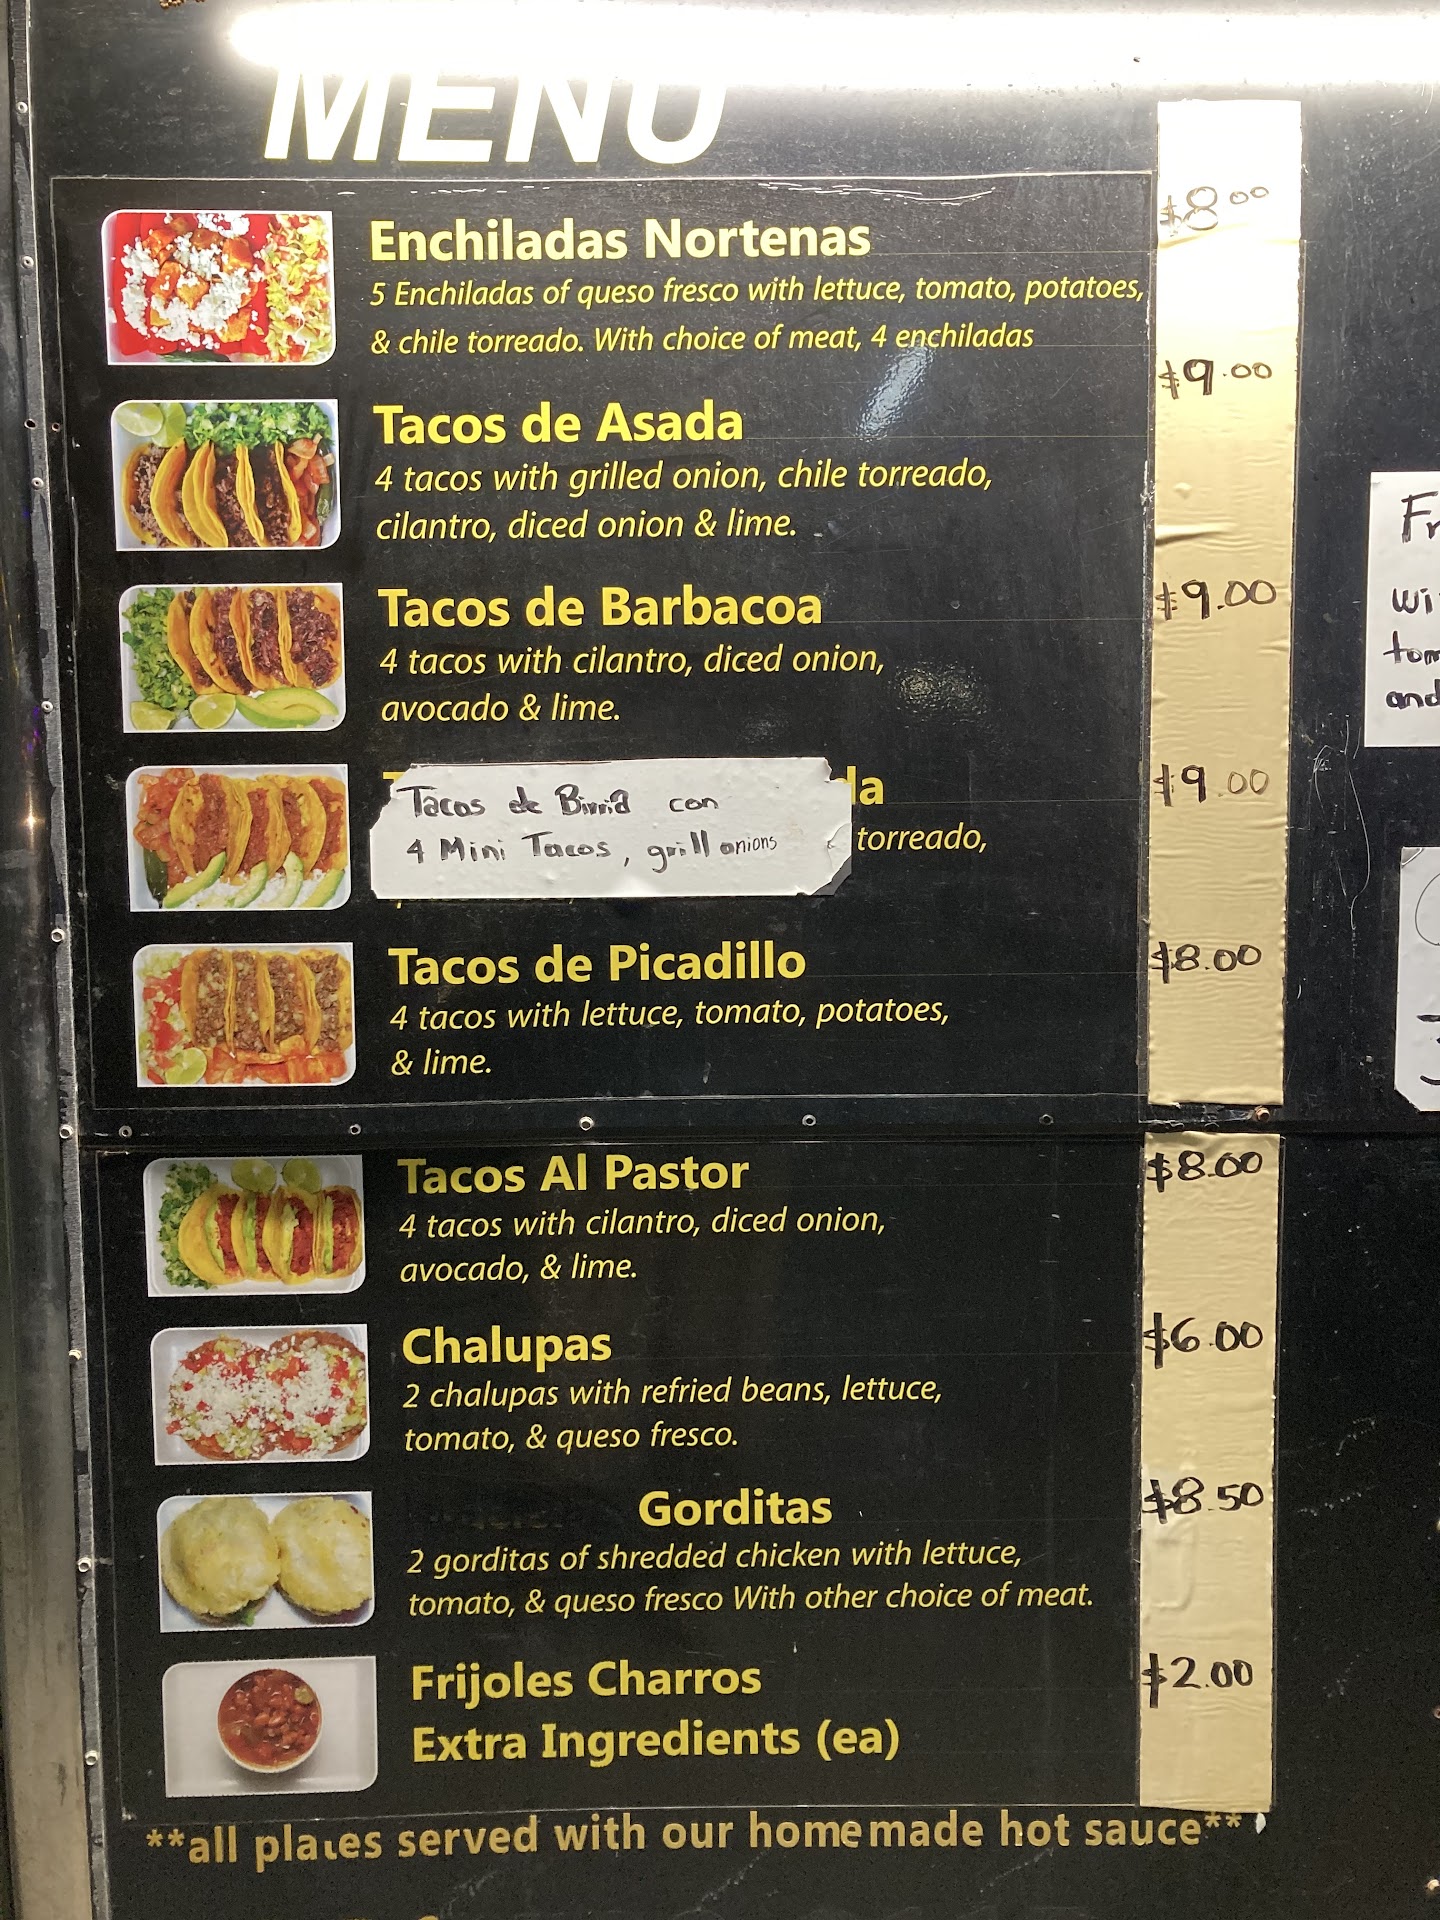 MENU
Enchiladas Nortenas $8.00
5 Enchiladas of queso fresco with lettuce, tomato, potatoes,
& chile torreado. With choice of meat, 4 enchiladas
$9.00
Tacos de Asada
4 tacos with grilled onion, chile torreado,
cilantro, diced onion & lime.
Tacos de Barbacoa $9.00
4 tacos with cilantro, diced onion,
avocado & lime.
Tacos de Birria con da $9.00
4 Mini Tacos, grill onions torreado,
Tacos de Picadillo $8.00
4 tacos with lettuce, tomato, potatoes,
& lime.
Tacos Al Pastor $8.00
4 tacos with cilantro, diced onion,
avocado, & lime.
Chalupas $6.00
2 chalupas with refried beans, lettuce,
tomato, & queso fresco.
Gorditas $8.50
2 gorditas of shredded chicken with lettuce,
tomato, & queso fresco With other choice of meat.
Frijoles Charros $2.00
Extra Ingredients (ea)
**all plates served with our homemade hot sauce**